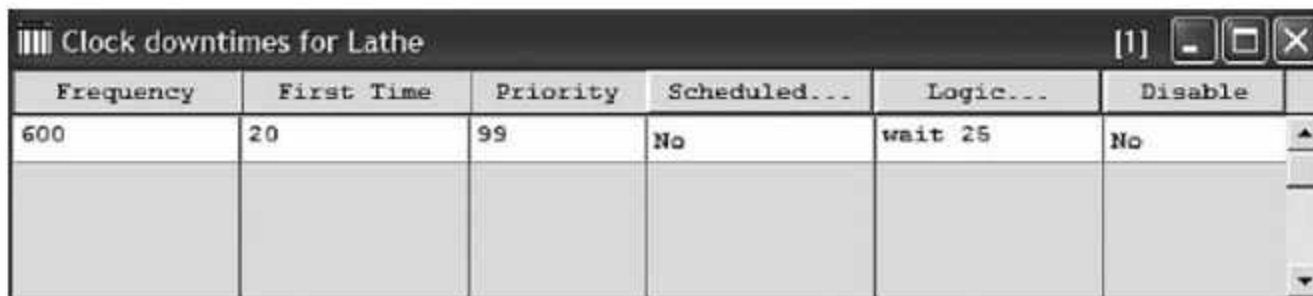 Clock downtimes for Lathe [1]
Frequency First Time Priority Scheduled... Logic... Disable
600 20 99 No wait 25 No